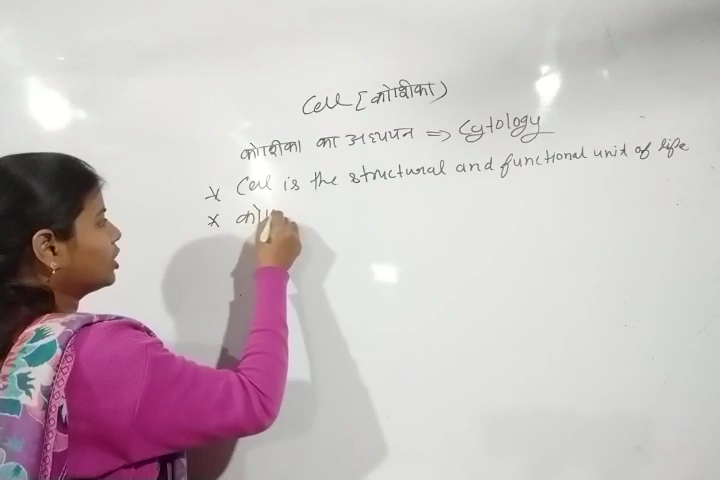 Cell [कोशीका)
कोशीका का अध्ययन ⇒ Cytology
* Cell is the structural and functional unit of life
* को